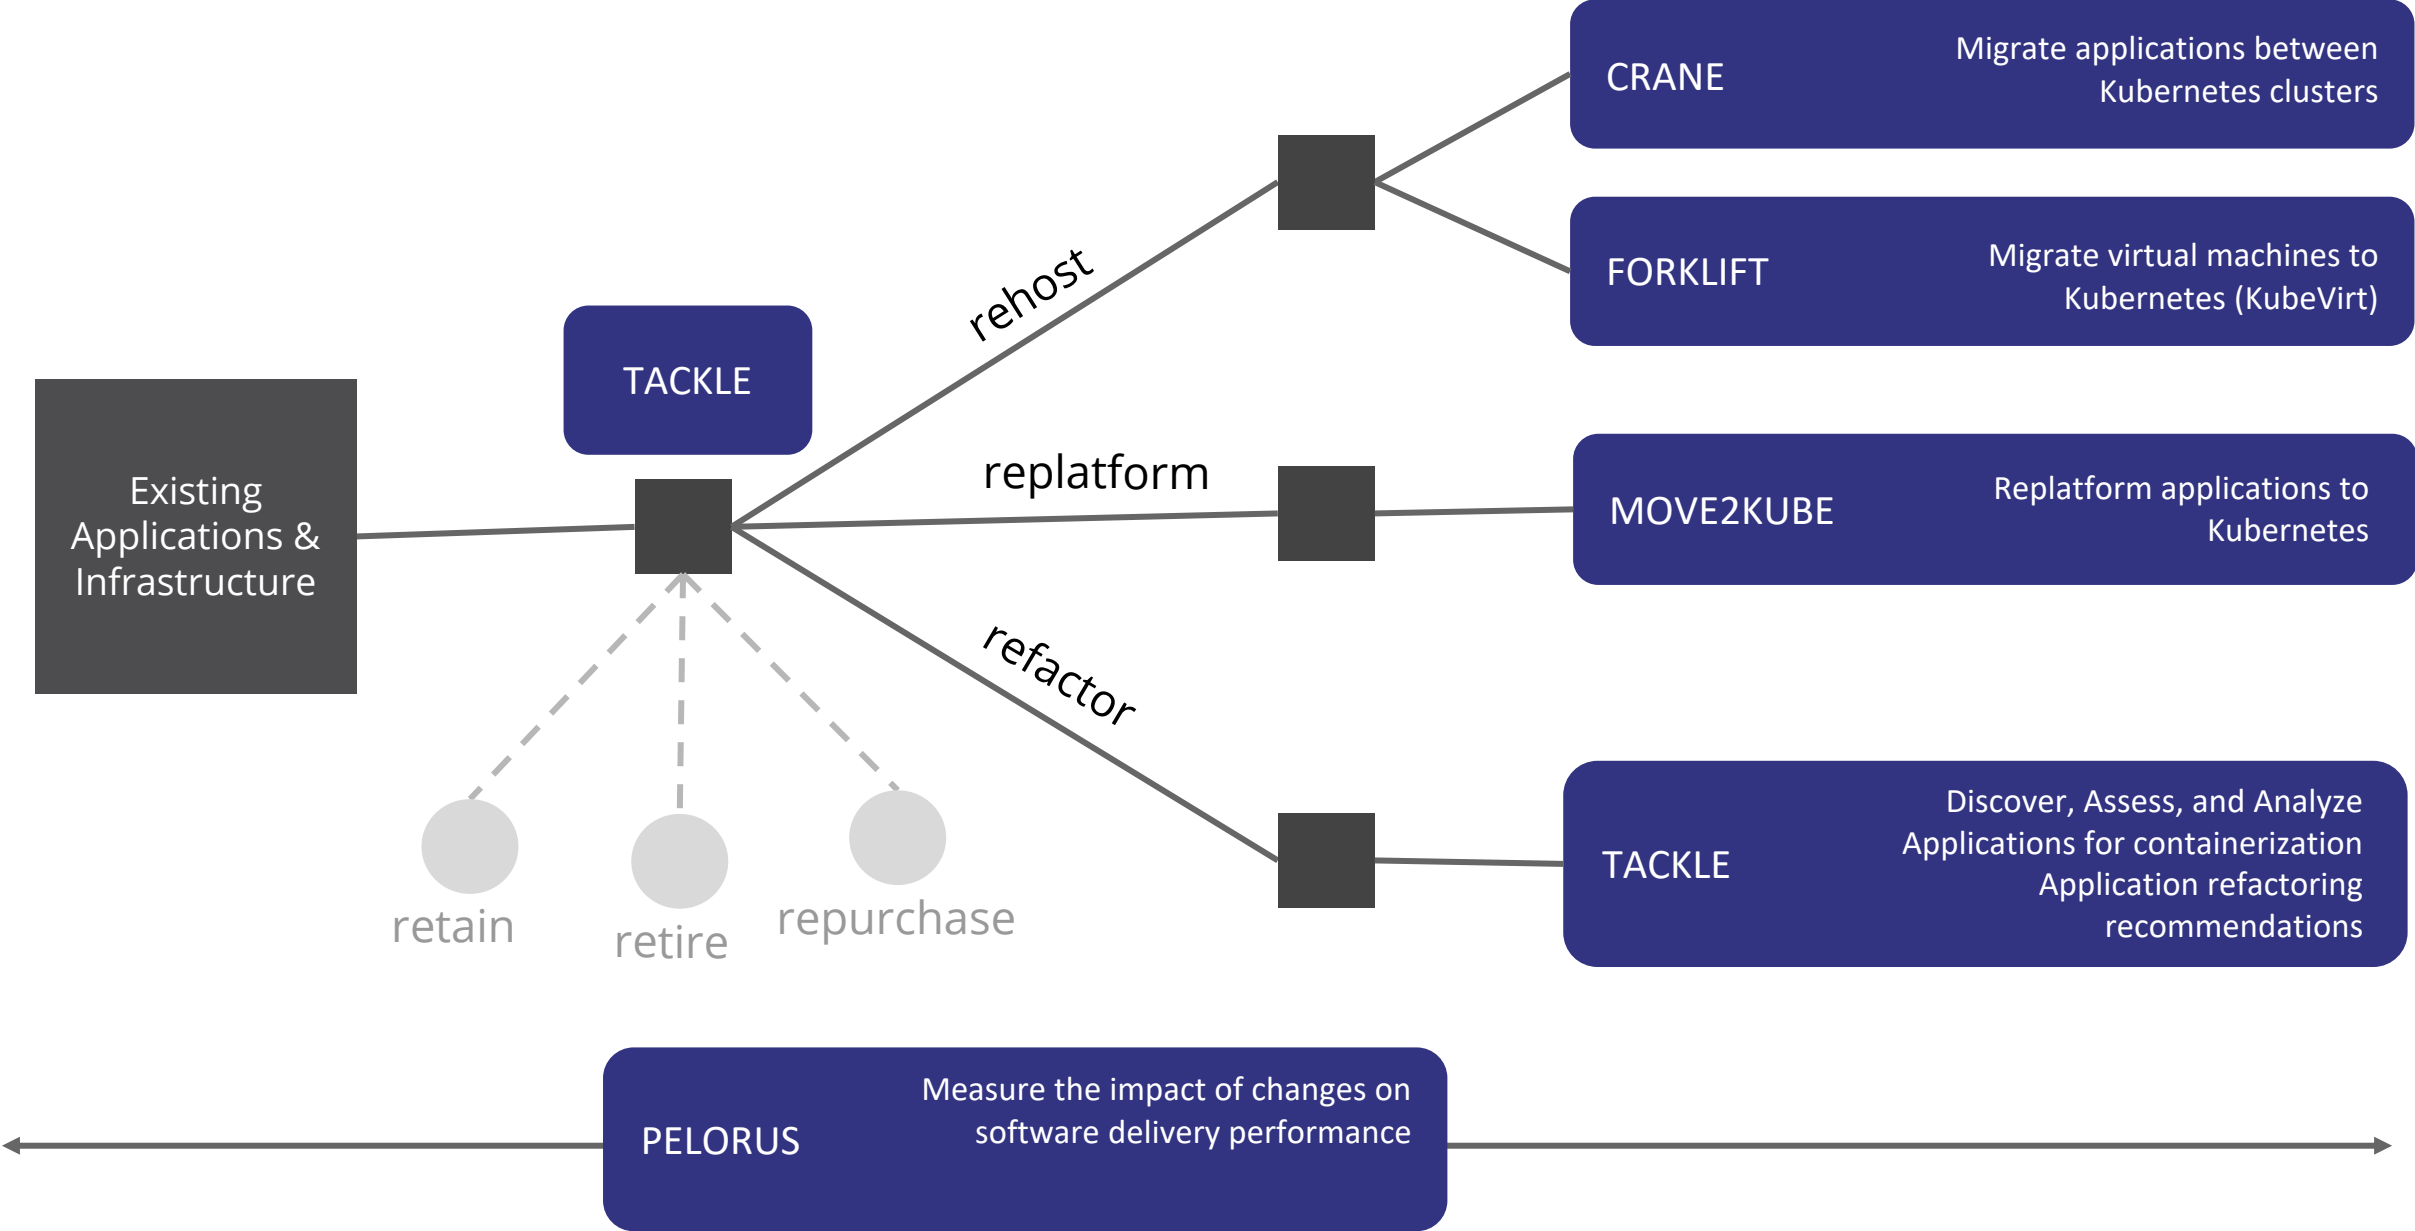 CRANE
Migrate applications between
Kubernetes clusters
FORKLIFT
Migrate virtual machines to
Kubernetes (KubeVirt)
rehost
TACKLE
Existing
Applications &
Infrastructure
replatform
MOVE2KUBE
Replatform applications to
Kubernetes
refactor
TACKLE
Discover, Assess, and Analyze
Applications for containerization
Application refactoring
recommendations
retain
retire
repurchase
PELORUS
Measure the impact of changes on
software delivery performance